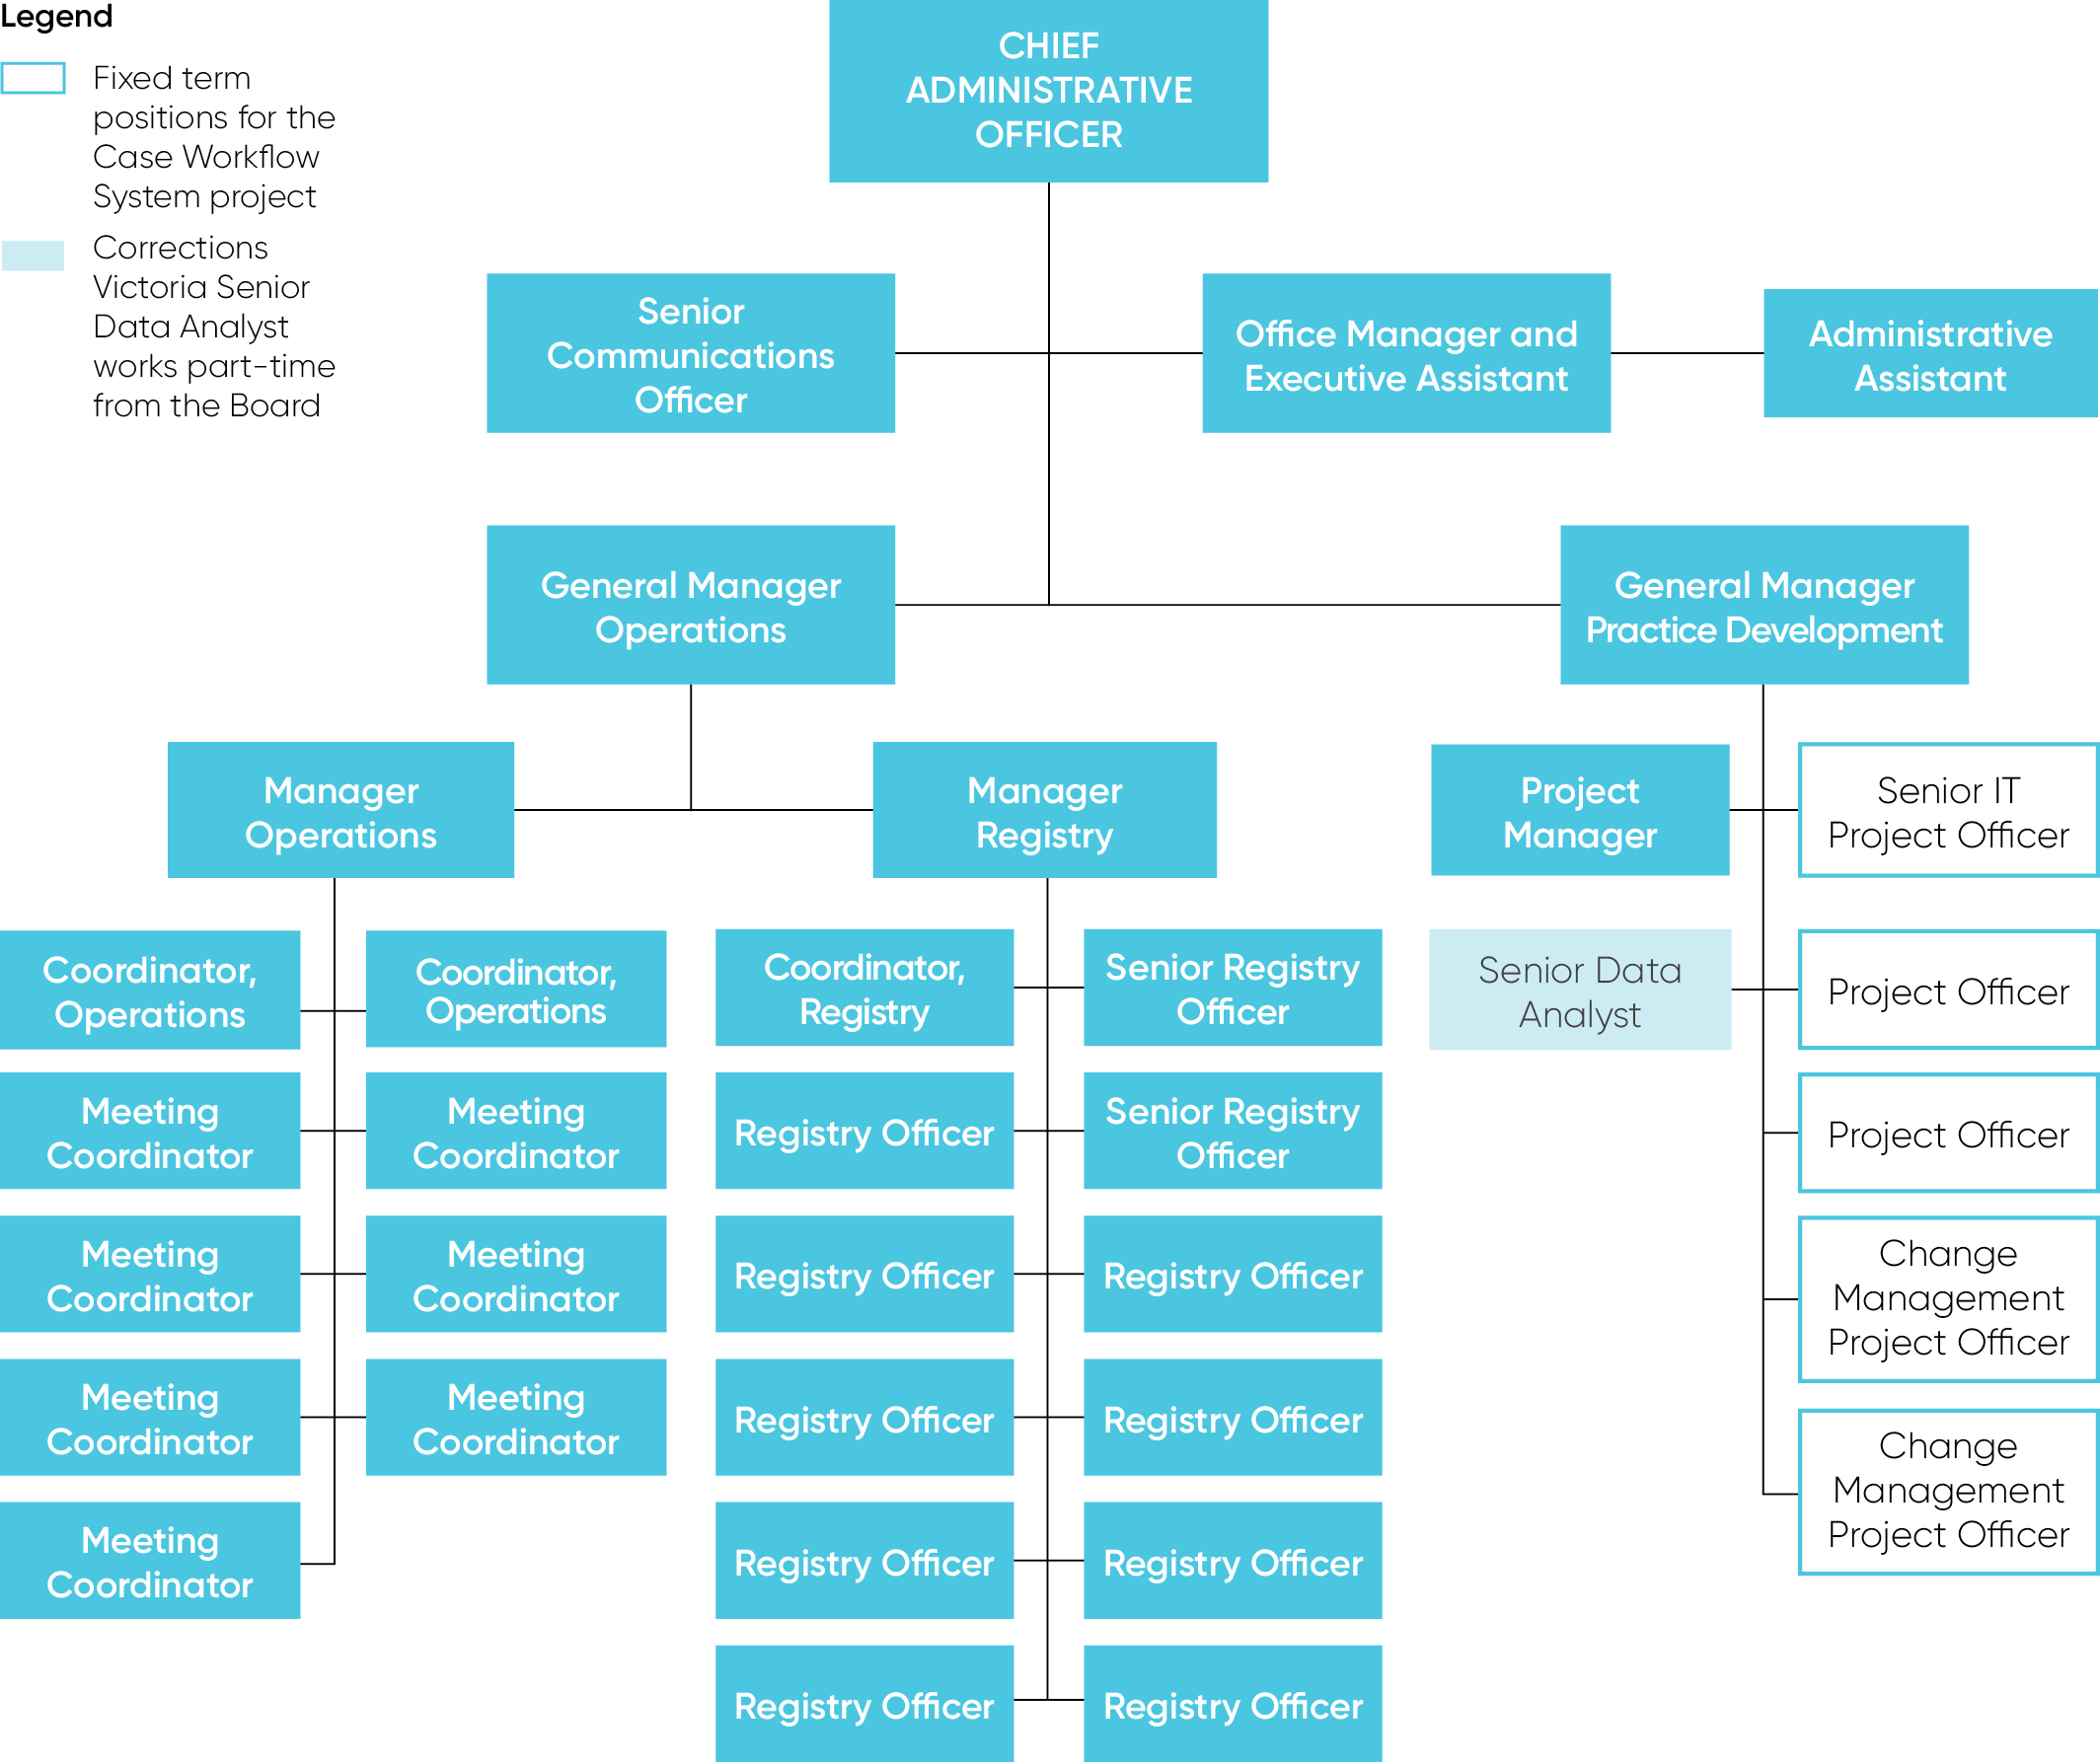 Legend
Fixed term
positions for the
Case Workflow
System project
Corrections
Victoria Senior
Data Analyst
works part-time
from the Board
CHIEF
ADMINISTRATIVE
OFFICER
Senior
Communications
Officer
Office Manager and
Executive Assistant
Administrative
Assistant
General Manager
Operations
General Manager
Practice Development
Manager
Operations
Manager
Registry
Project
Manager
Senior IT
Project Officer
Coordinator,
Operations
Coordinator,
Operations
Coordinator,
Registry
Senior Registry
Officer
Senior Data
Analyst
Project Officer
Meeting
Coordinator
Meeting
Coordinator
Registry Officer
Senior Registry
Officer
Project Officer
Meeting
Coordinator
Meeting
Coordinator
Registry Officer
Registry Officer
Change
Management
Project Officer
Meeting
Coordinator
Meeting
Coordinator
Registry Officer
Registry Officer
Change
Management
Project Officer
Meeting
Coordinator
Registry Officer
Registry Officer
Registry Officer
Registry Officer